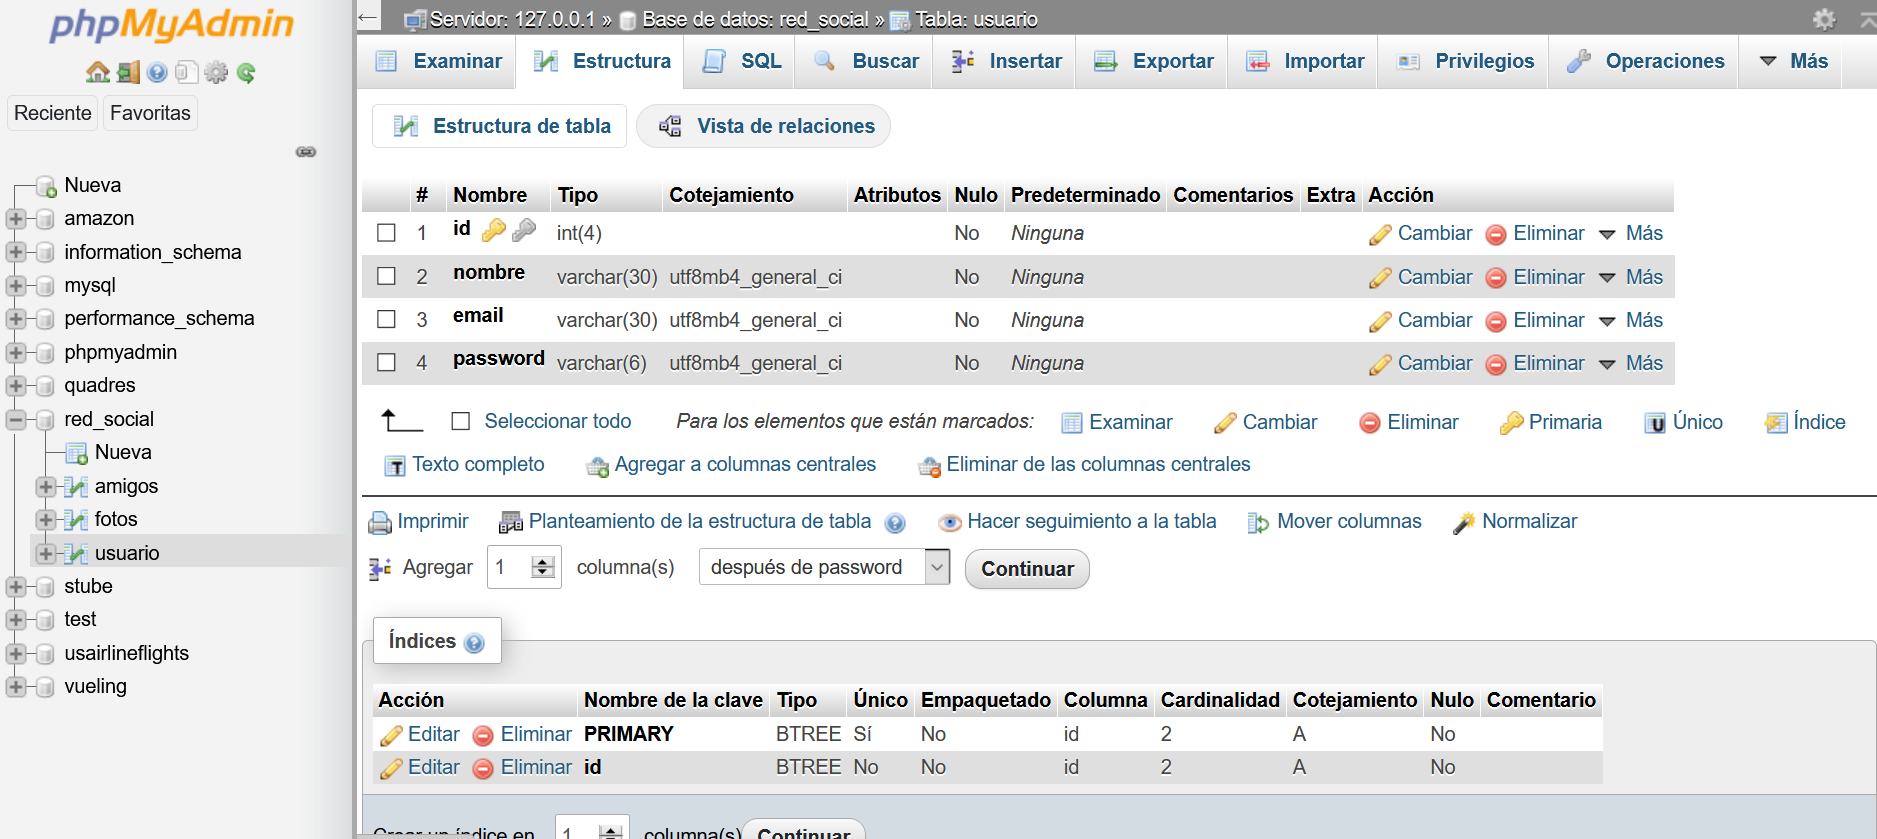 phpMyAdmin
Reciente Favoritas
Nueva
amazon
information_schema
mysql
performance_schema
phpmyadmin
quadres
red_social
Nueva
amigos
fotos
usuario
stube
test
usairlineflights
vueling
Servidor: 127.0.0.1 » Base de datos: red_social » Tabla: usuario
Examinar Estructura SQL Buscar Insertar Exportar Importar Privilegios Operaciones Más
Estructura de tabla Vista de relaciones
# Nombre Tipo Cotejamiento Atributos Nulo Predeterminado Comentarios Extra Acción
1 id int(4) No Ninguna Cambiar Eliminar Más
2 nombre varchar(30) utf8mb4_general_ci No Ninguna Cambiar Eliminar Más
3 email varchar(30) utf8mb4_general_ci No Ninguna Cambiar Eliminar Más
4 password varchar(6) utf8mb4_general_ci No Ninguna Cambiar Eliminar Más
Seleccionar todo Para los elementos que están marcados: Examinar Cambiar Eliminar Primaria Único Índice
Texto completo Agregar a columnas centrales Eliminar de las columnas centrales
Imprimir Planteamiento de la estructura de tabla Hacer seguimiento a la tabla Mover columnas Normalizar
Agregar 1 columna(s) después de password Continuar
Índices
Acción Nombre de la clave Tipo Único Empaquetado Columna Cardinalidad Cotejamiento Nulo Comentario
Editar Eliminar PRIMARY BTREE Sí No id 2 A No
Editar Eliminar id BTREE No No id 2 A No
Crear un índice en 1 columna(s) Continuar